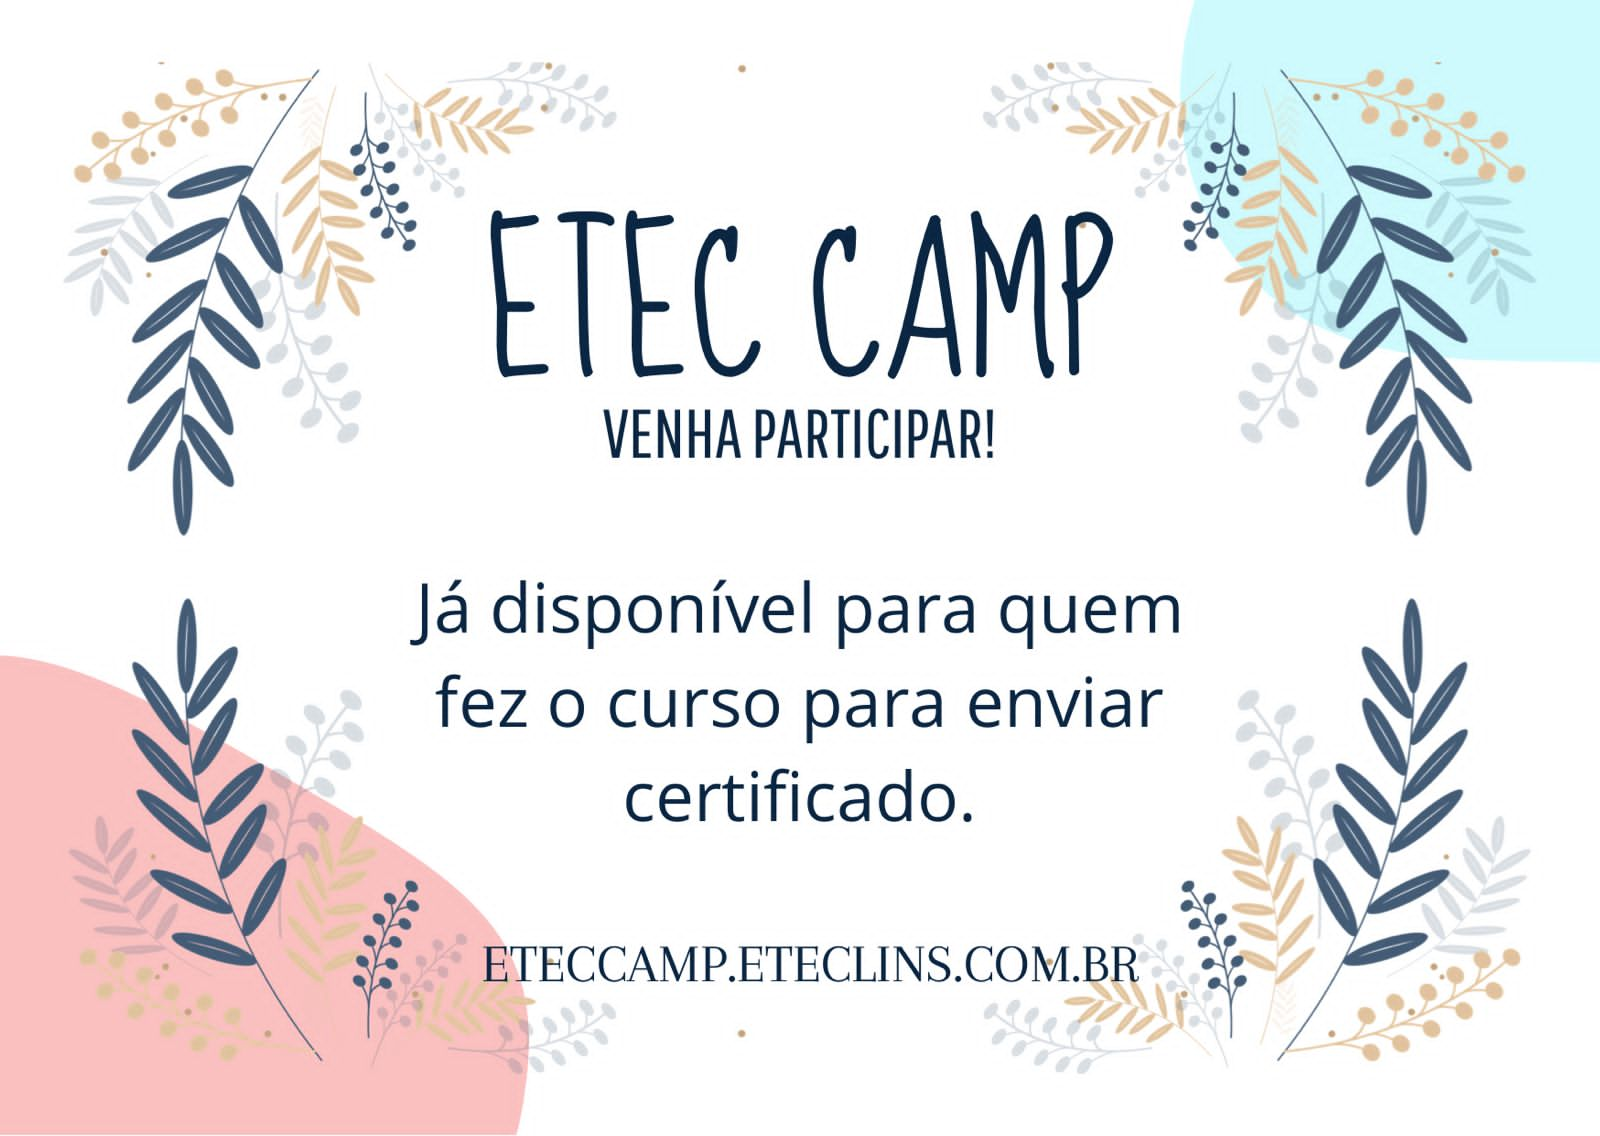 ETEC CAMP
VENHA PARTICIPAR!
Já disponível para quem
fez o curso para enviar
certificado.
ETECCAMP.ETECLINS.COM.BR